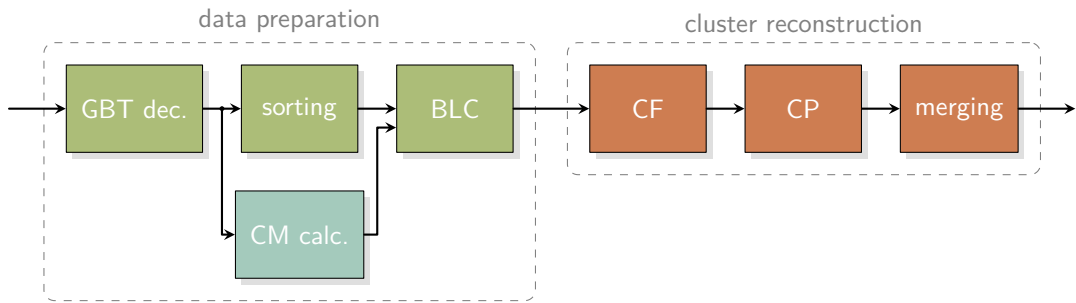 data preparation
cluster reconstruction
GBT dec.
sorting
BLC
CF
CP
merging
CM calc.